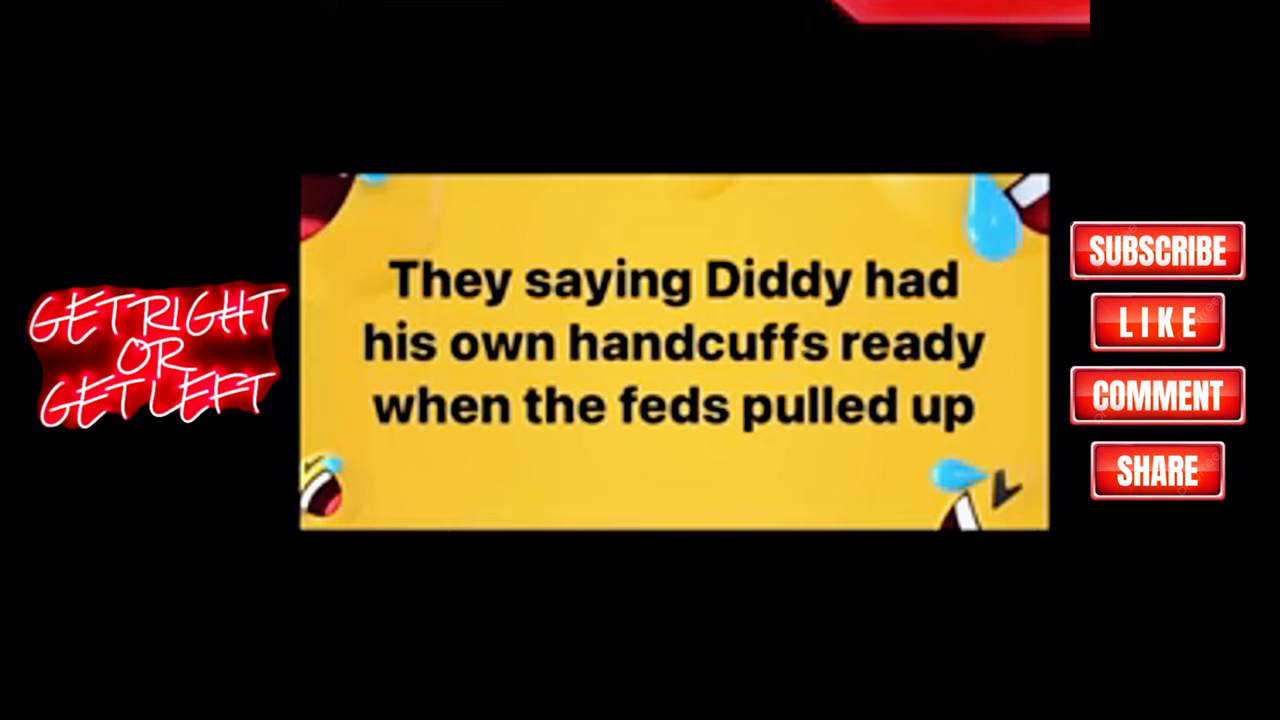 GET RIGHT
OR
GET LEFT
They saying Diddy had
his own handcuffs ready
when the feds pulled up
SUBSCRIBE
LIKE
COMMENT
SHARE